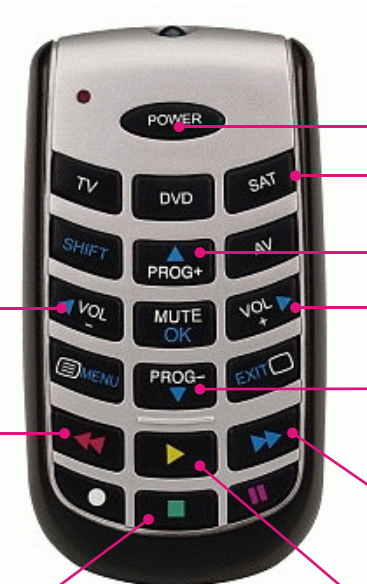 POWER
TV DVD SAT
SHIFT PROG+ AV
VOL - MUTE OK VOL +
MENU PROG- EXIT